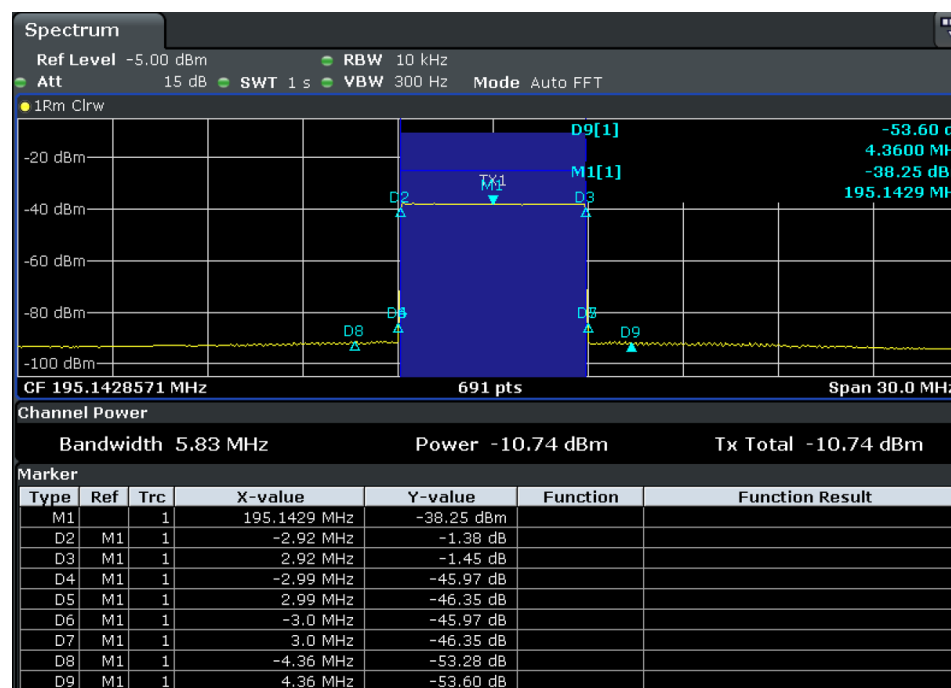 Spectrum
Ref Level -5.00 dBm RBW 10 kHz
Att 15 dB SWT 1 s VBW 300 Hz Mode Auto FFT
1Rm Clrw
D9[1] -53.60 d
4.3600 MH
M1[1] -38.25 dB
195.1429 MH
-20 dBm
TX1
M1
D2 D3
-40 dBm
-60 dBm
-80 dBm
D8 D9
-100 dBm
CF 195.1428571 MHz 691 pts Span 30.0 MHz
Channel Power
Bandwidth 5.83 MHz Power -10.74 dBm Tx Total -10.74 dBm
Marker
Type Ref Trc X-value Y-value Function Function Result
M1 1 195.1429 MHz -38.25 dBm
D2 M1 1 -2.92 MHz -1.38 dB
D3 M1 1 2.92 MHz -1.45 dB
D4 M1 1 -2.99 MHz -45.97 dB
D5 M1 1 2.99 MHz -46.35 dB
D6 M1 1 -3.0 MHz -45.97 dB
D7 M1 1 3.0 MHz -46.35 dB
D8 M1 1 -4.36 MHz -53.28 dB
D9 M1 1 4.36 MHz -53.60 dB